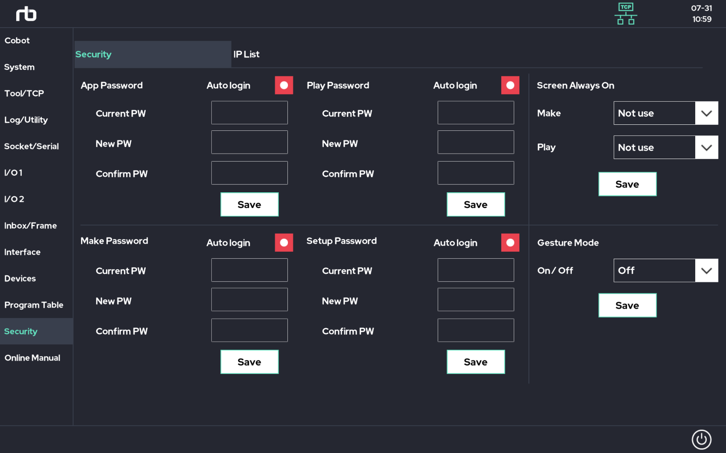 rb
TCP
07-31
10:59
Cobot
System
Tool/TCP
Log/Utility
Socket/Serial
I/O 1
I/O 2
Inbox/Frame
Interface
Devices
Program Table
Security
Online Manual
Security
IP List
App Password
Auto login
Current PW
New PW
Confirm PW
Save
Play Password
Auto login
Current PW
New PW
Confirm PW
Save
Screen Always On
Make
Not use
Play
Not use
Save
Make Password
Auto login
Current PW
New PW
Confirm PW
Save
Setup Password
Auto login
Current PW
New PW
Confirm PW
Save
Gesture Mode
On/ Off
Off
Save